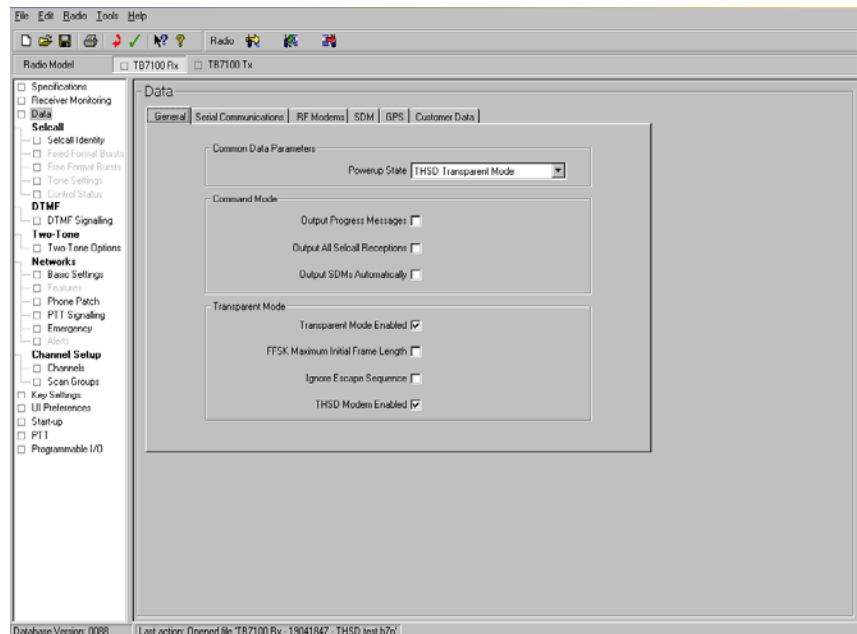 File Edit Radio Tools Help
Radio
Radio Model TB7100 Rx TB7100 Tx
Specifications
Receiver Monitoring
Data
Selcall
Selcall Identity
Fixed Format Bursts
Free Format Bursts
Tone Settings
Control Status
DTMF
DTMF Signaling
Two-Tone
Two-Tone Options
Networks
Basic Settings
Features
Phone Patch
PTT Signaling
Emergency
Alerts
Channel Setup
Channels
Scan Groups
Key Settings
UI Preferences
Start-up
PTT
Programmable I/O
Data
General Serial Communications RF Modems SDM GPS Customer Data
Common Data Parameters
Powerup State THSD Transparent Mode
Command Mode
Output Progress Messages
Output All Selcall Receptions
Output SDMs Automatically
Transparent Mode
Transparent Mode Enabled
FFSK Maximum Initial Frame Length
Ignore Escape Sequence
THSD Modem Enabled
Database Version: 0088 Last action: Opened file 'TB7100 Rx - 19041847 - THSD test.b7p'